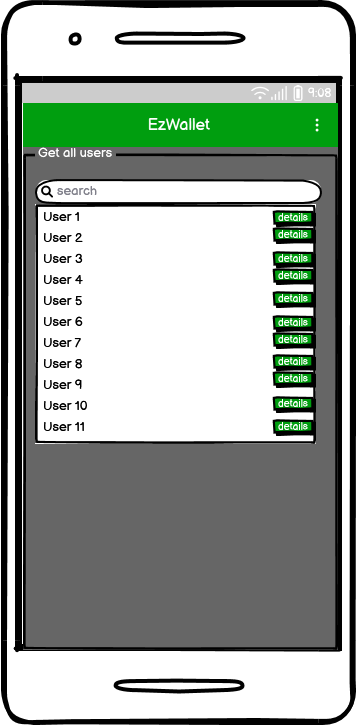 9:08
EzWallet
Get all users
search
User 1 details
User 2 details
User 3 details
User 4 details
User 5 details
User 6 details
User 7 details
User 8 details
User 9 details
User 10 details
User 11 details